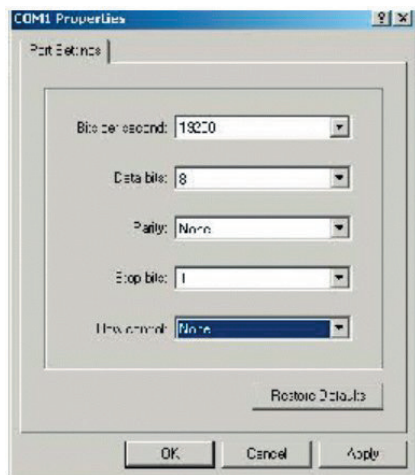 COM1 Properties
Port Settings
Bits per second: 19200
Data bits: 8
Parity: None
Stop bits: 1
Flow control: None
Restore Defaults
OK Cancel Apply